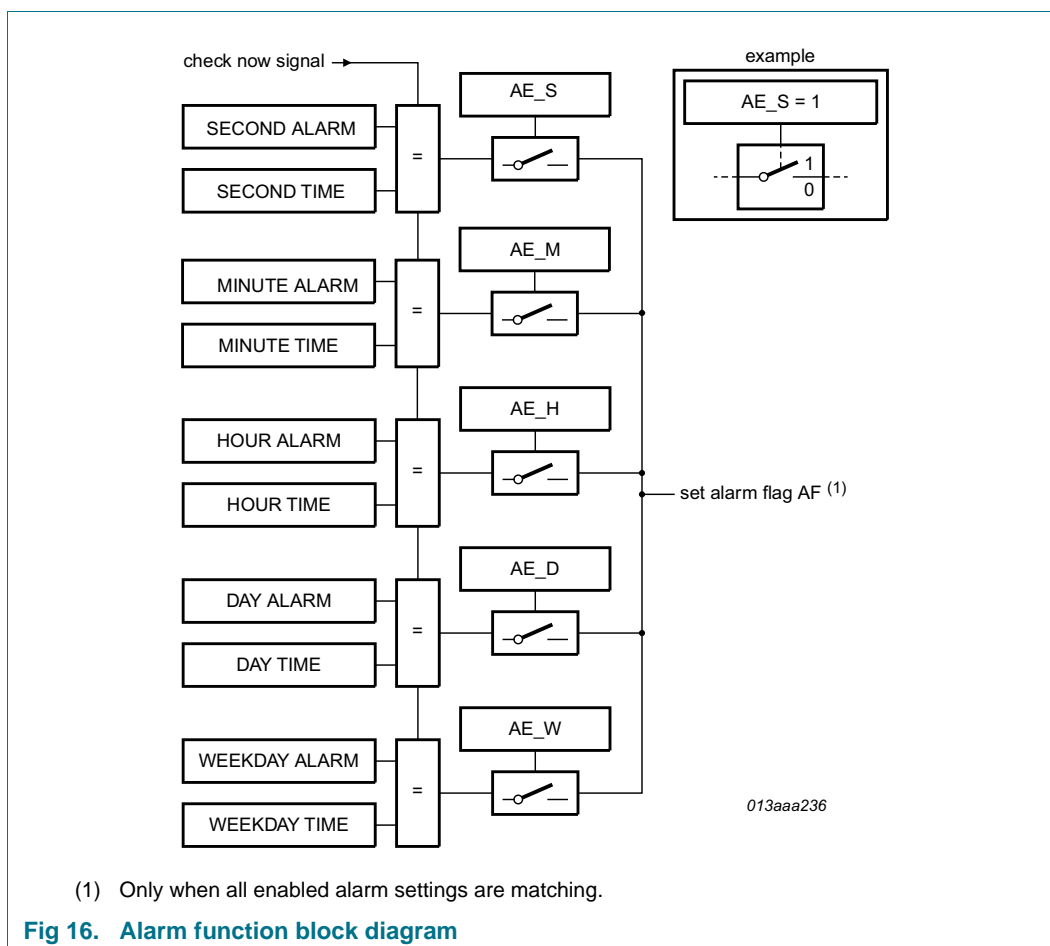 check now signal
example
AE_S
AE_S = 1
SECOND ALARM
=
1
SECOND TIME
0
AE_M
MINUTE ALARM
=
MINUTE TIME
AE_H
HOUR ALARM
=
set alarm flag AF (1)
HOUR TIME
AE_D
DAY ALARM
=
DAY TIME
AE_W
WEEKDAY ALARM
=
WEEKDAY TIME
013aaa236
(1) Only when all enabled alarm settings are matching.
Fig 16. Alarm function block diagram